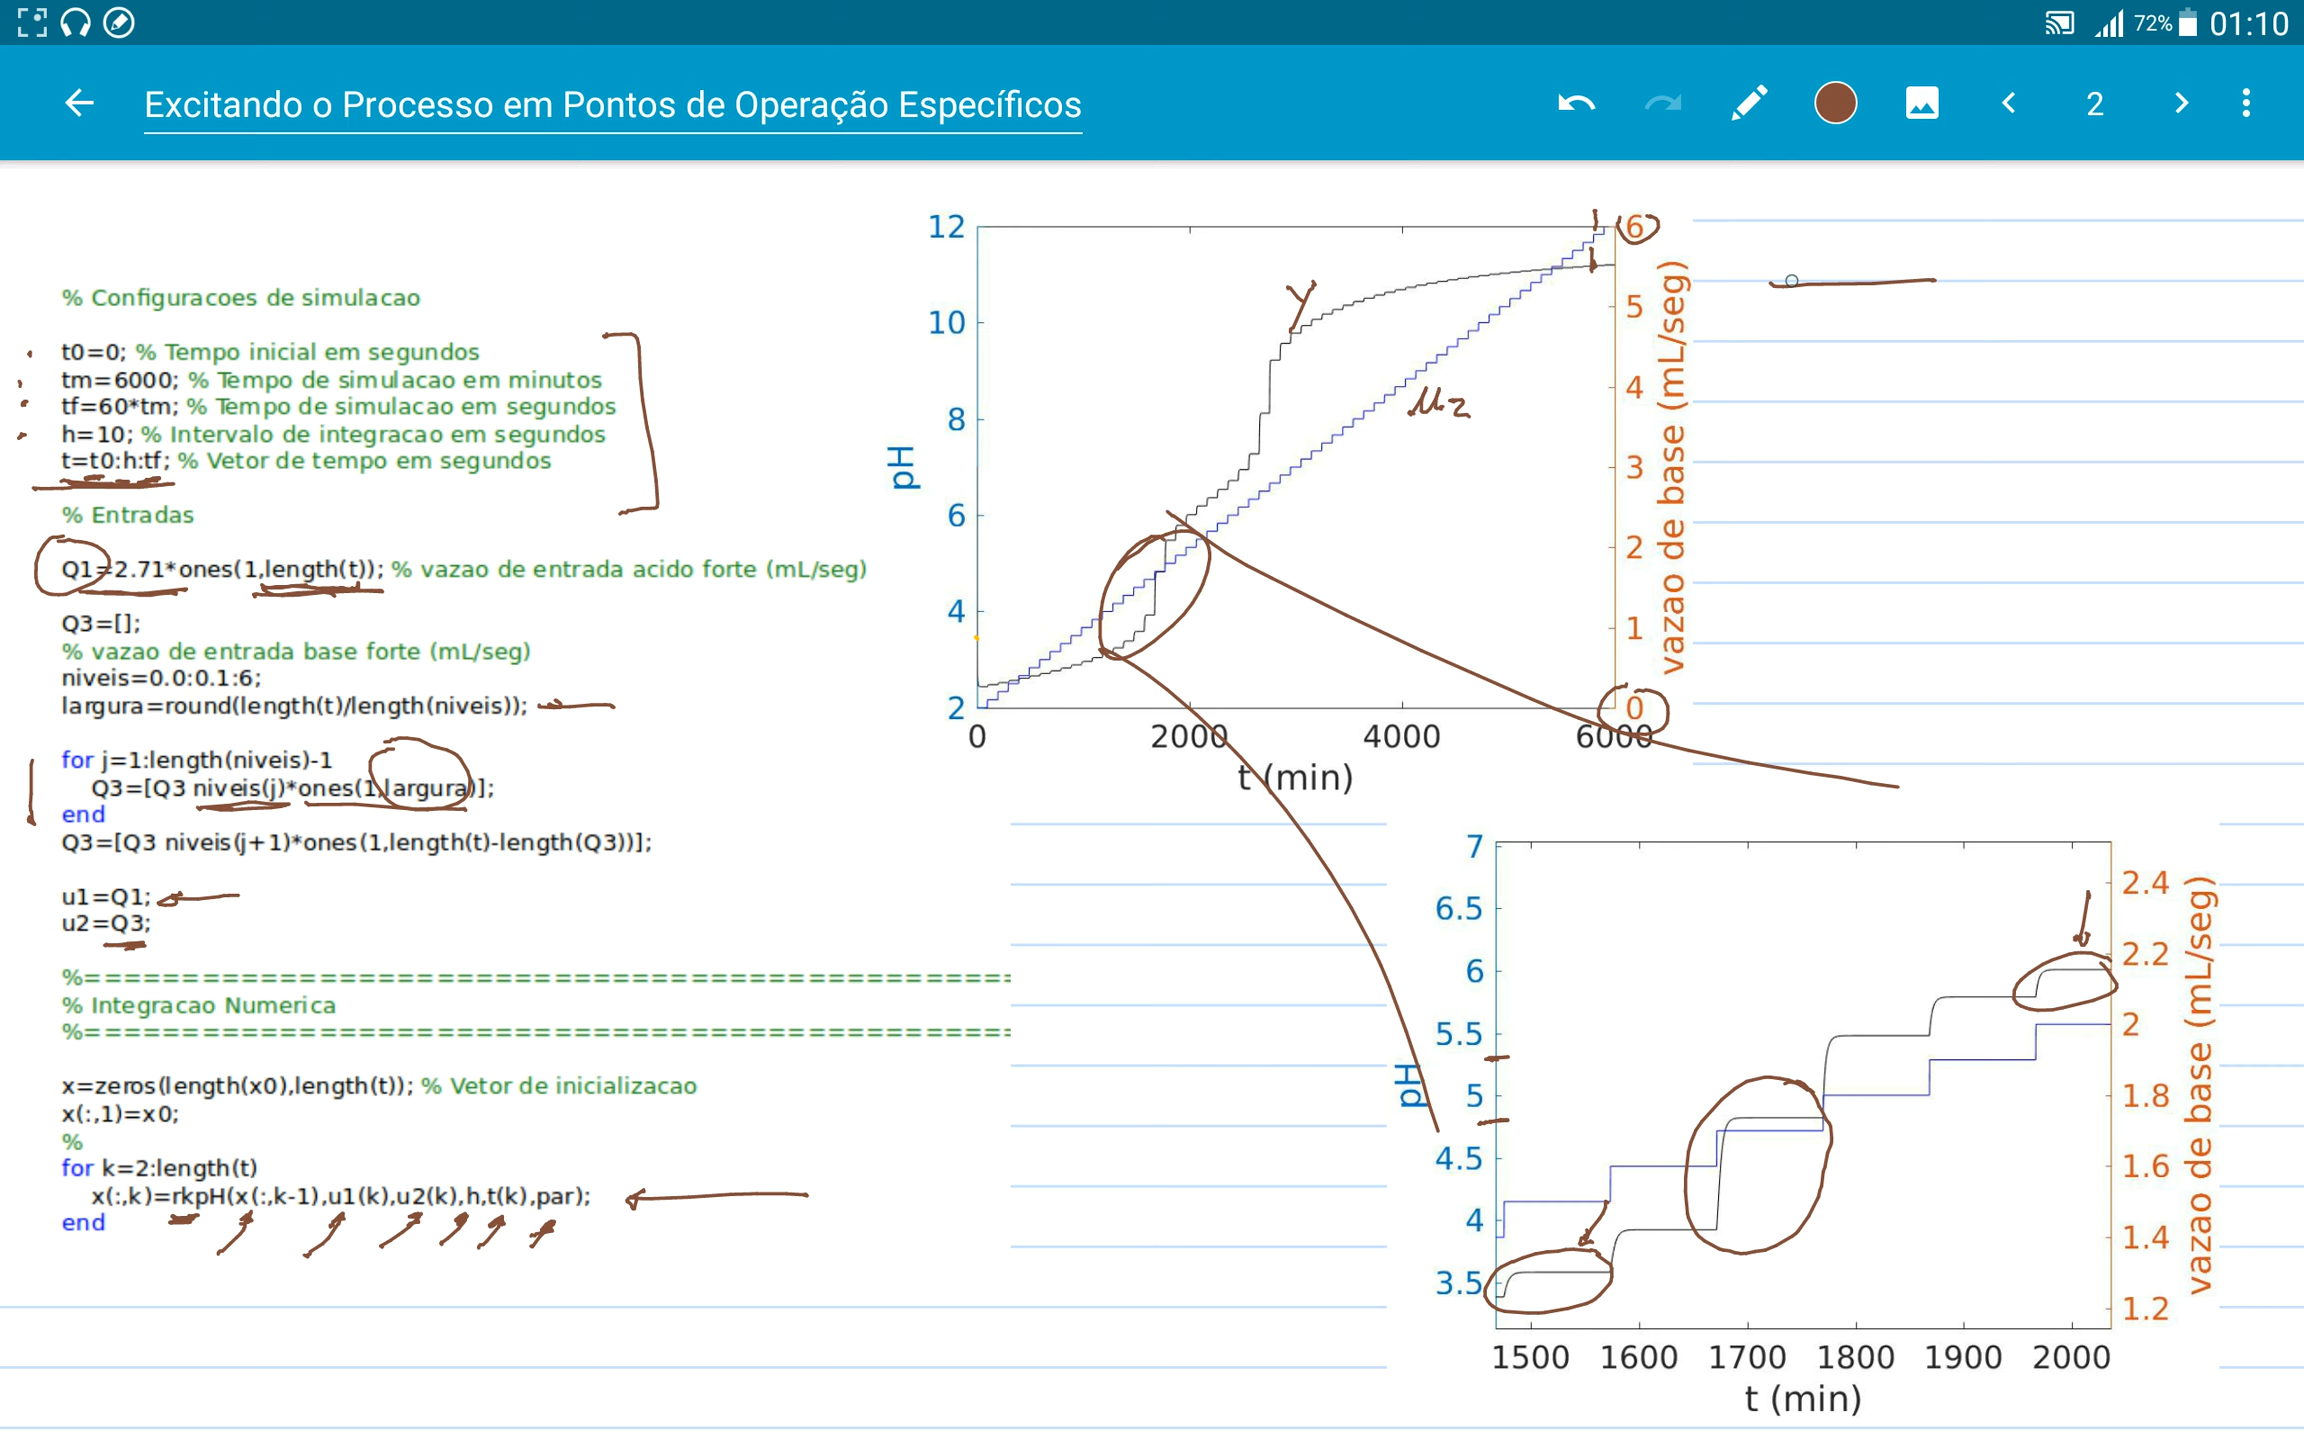 72% 01:10
Excitando o Processo em Pontos de Operação Específicos
2
% Configuracoes de simulacao
t0=0; % Tempo inicial em segundos
tm=6000; % Tempo de simulacao em minutos
tf=60*tm; % Tempo de simulacao em segundos
h=10; % Intervalo de integracao em segundos
t=t0:h:tf; % Vetor de tempo em segundos
% Entradas
Q1=2.71*ones(1,length(t)); % vazao de entrada acido forte (mL/seg)
Q3=[];
% vazao de entrada base forte (mL/seg)
niveis=0.0:0.1:6;
largura=round(length(t)/length(niveis));
for j=1:length(niveis)-1
Q3=[Q3 niveis(j)*ones(1,largura)];
end
Q3=[Q3 niveis(j+1)*ones(1,length(t)-length(Q3))];
u1=Q1;
u2=Q3;
%==================================================
% Integracao Numerica
%==================================================
x=zeros(length(x0),length(t)); % Vetor de inicializacao
x(:,1)=x0;
%
for k=2:length(t)
x(:,k)=rkpH(x(:,k-1),u1(k),u2(k),h,t(k),par);
end
12
10
8
6
4
2
pH
y
u2
6
5
4
3
2
1
0
vazao de base (mL/seg)
0 2000 4000 6000
t (min)
7
6.5
6
5.5
5
4.5
4
3.5
pH
2.4
2.2
2
1.8
1.6
1.4
1.2
vazao de base (mL/seg)
1500 1600 1700 1800 1900 2000
t (min)